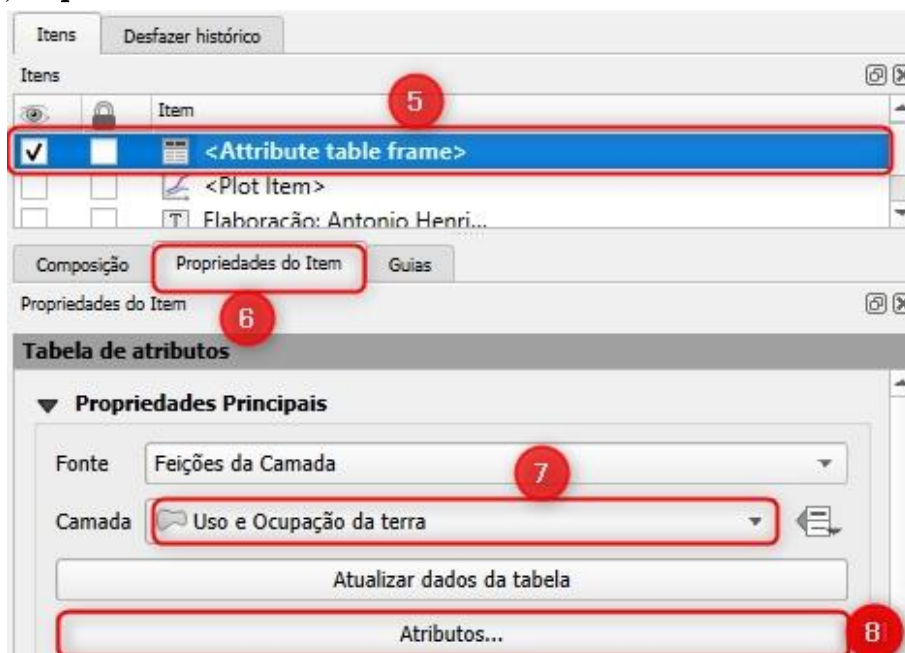 Itens Desfazer histórico
Itens
Item
5
<Attribute table frame>
<Plot Item>
Elaboração: Antonio Henri...
Composição Propriedades do Item Guias
Propriedades do Item
6
Tabela de atributos
Propriedades Principais
Fonte Feições da Camada
7
Camada Uso e Ocupação da terra
Atualizar dados da tabela
Atributos... 8